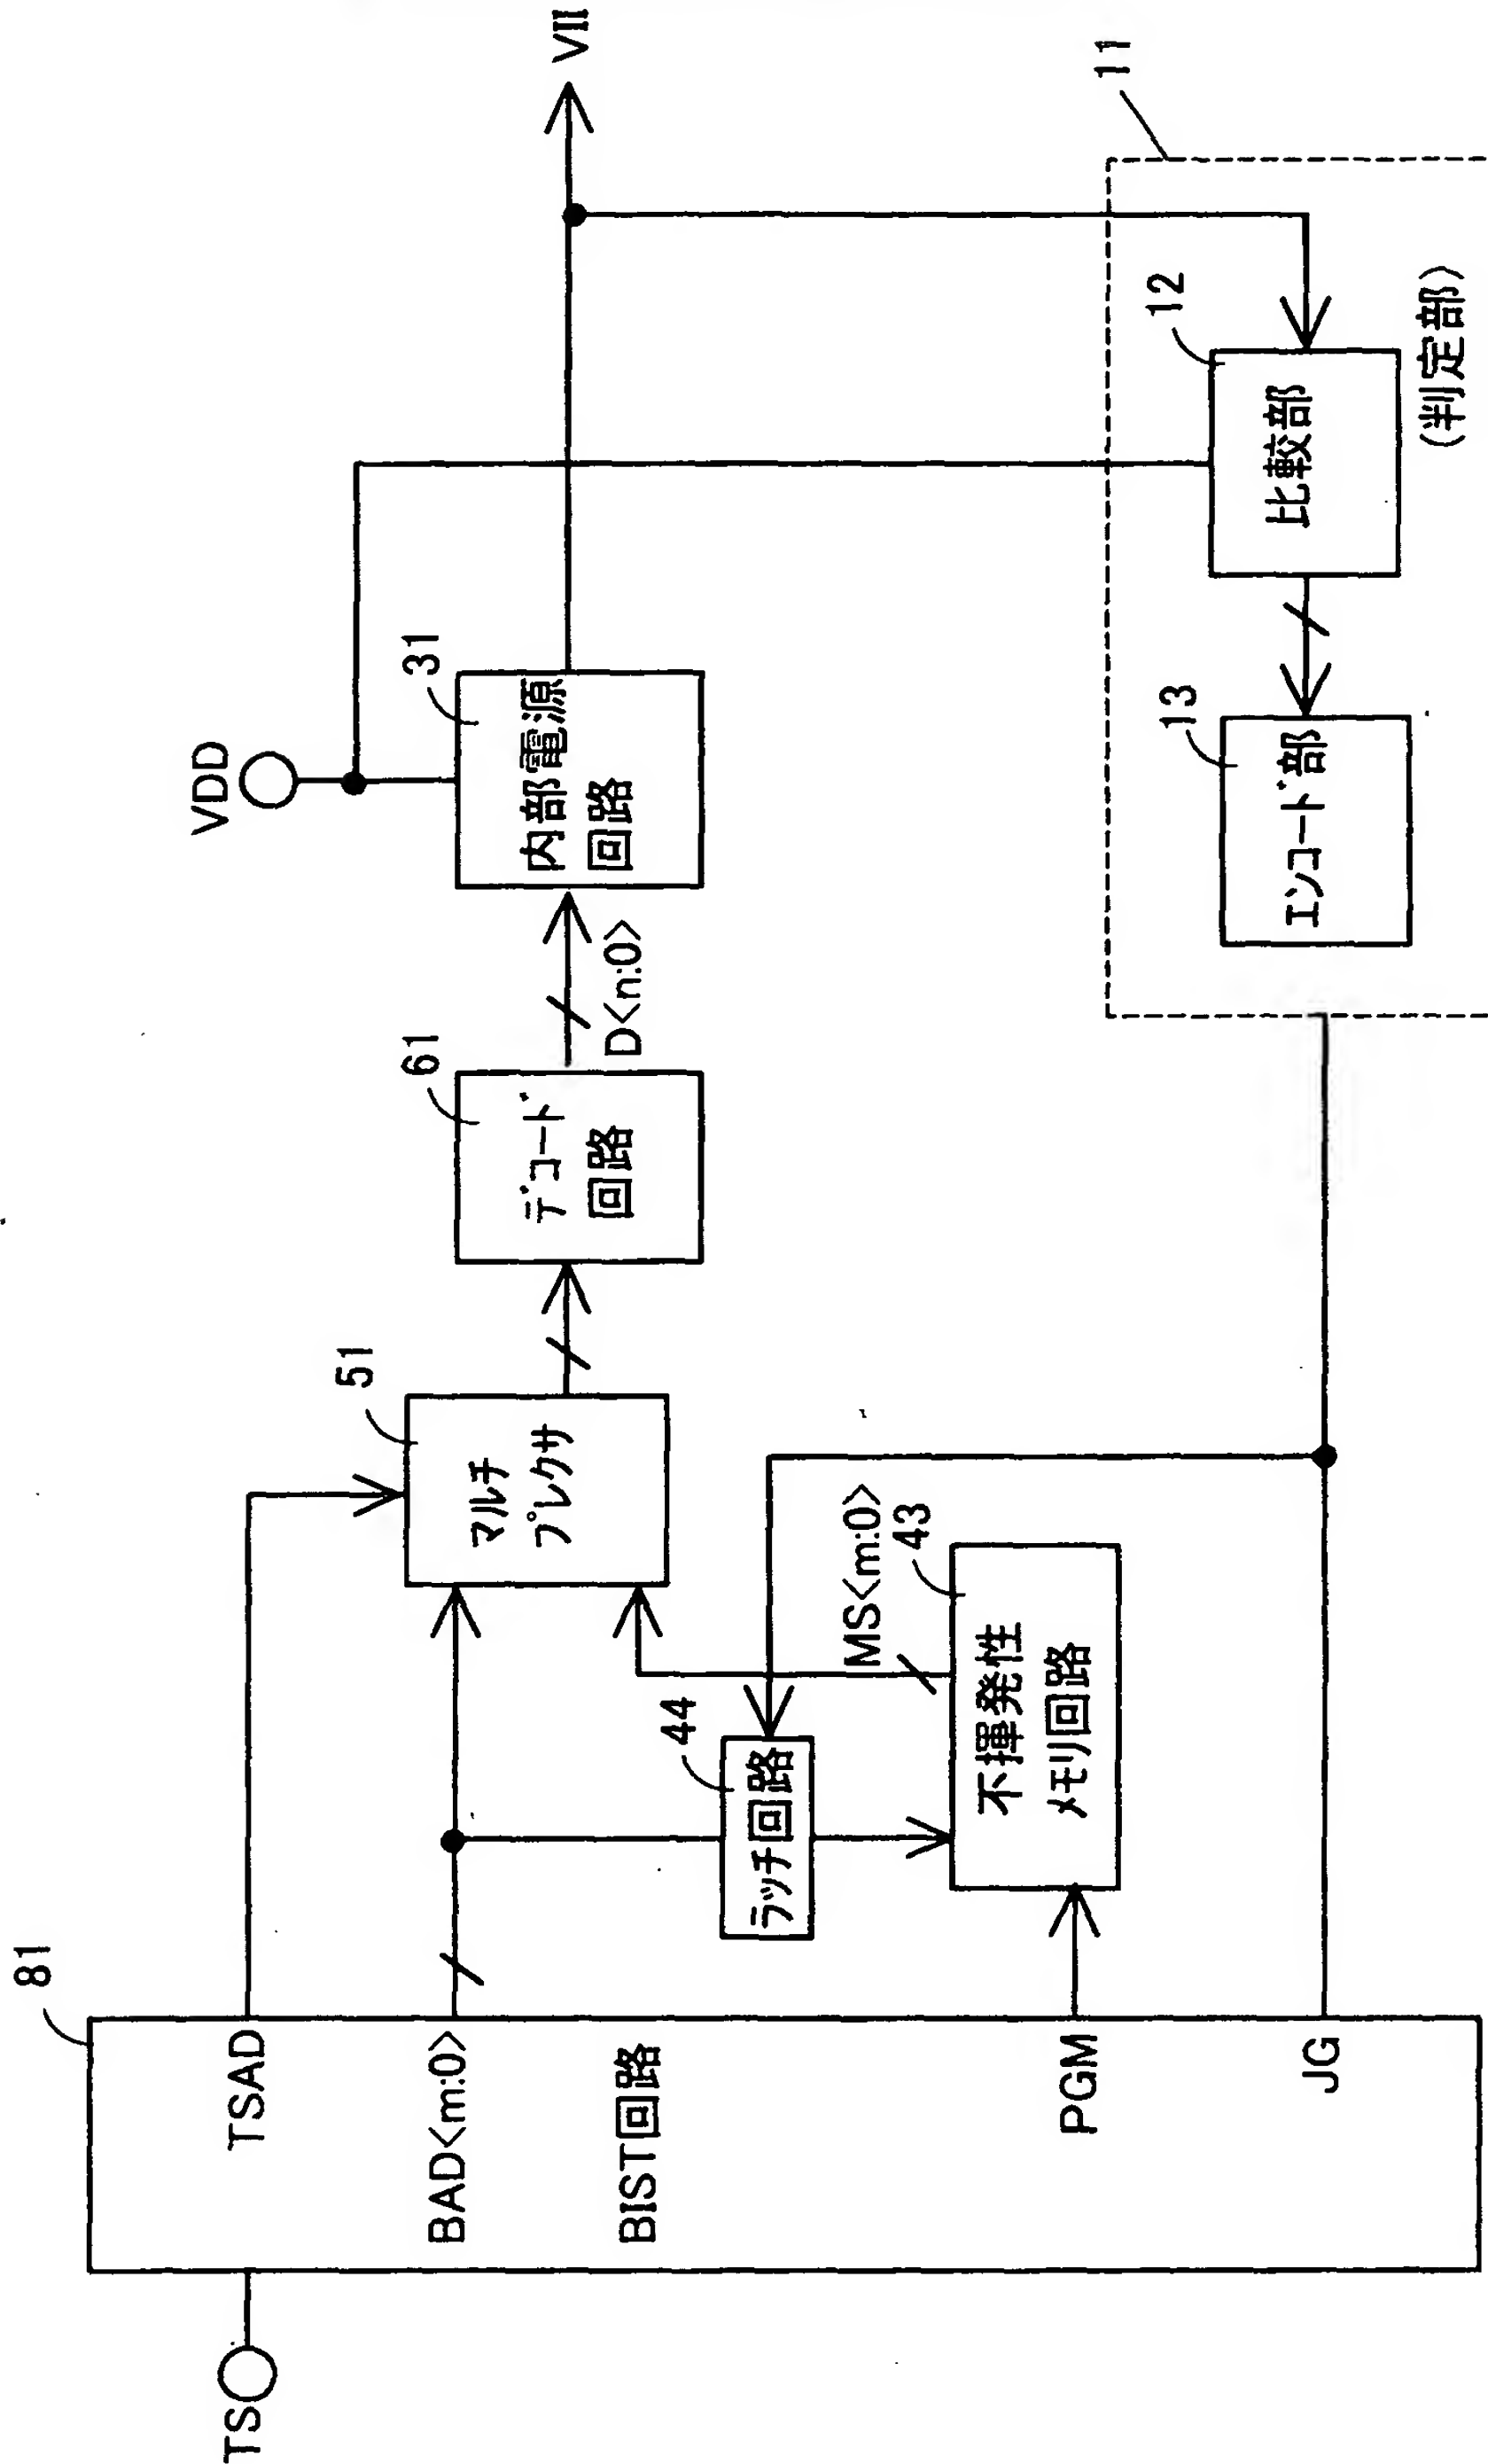 TS
81
TSAD
BAD<m:0>
BIST回路
PGM
JG
44
ラッチ回路
MS<m:0>
43
不揮発性
メモリ回路
51
マルチ
プレクサ
61
デコード
回路
D<n:0>
VDD
31
内部電源
回路
VII
11
12
比較部
(判定部)
13
エンコード部